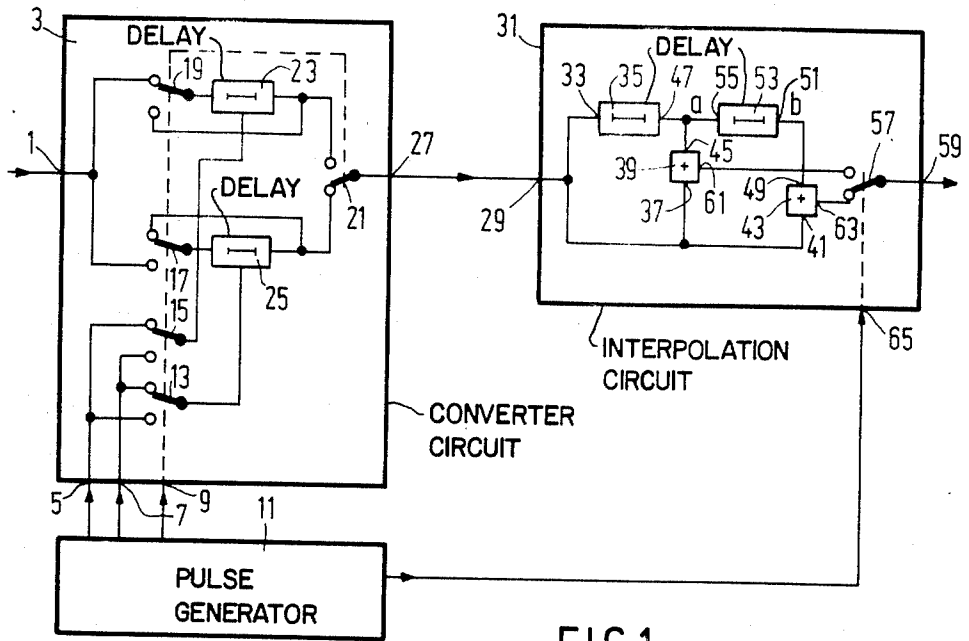 3
DELAY
19
23
1
27
DELAY
21
17
25
15
13
CONVERTER
CIRCUIT
5
7
9
11
PULSE
GENERATOR
31
DELAY
33
35
47
a
55
53
b
51
57
59
39
45
61
49
37
43
63
41
29
INTERPOLATION
CIRCUIT
65
FIG.1